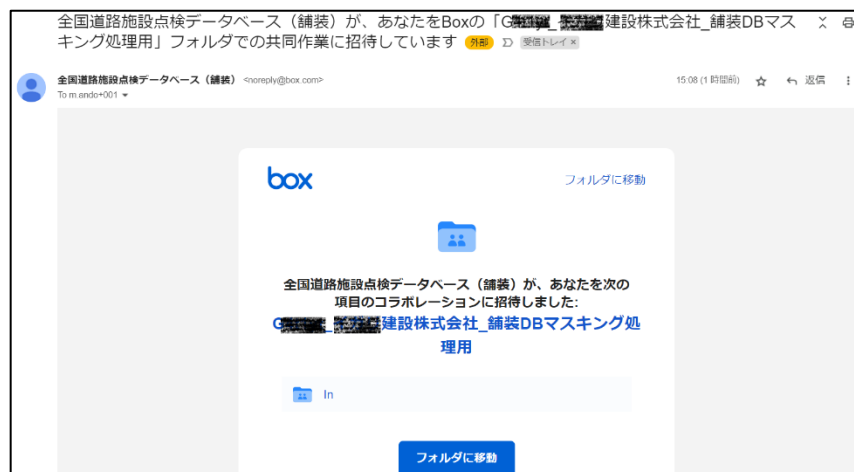 全国道路施設点検データベース（舗装）が、あなたをBoxの「G 建設株式会社_舗装DBマス
キング処理用」フォルダでの共同作業に招待しています 外部 受信トレイ ×
全国道路施設点検データベース（舗装） <noreply@box.com> 15:08 (1 時間前) 返信
To m.ando+001
box フォルダに移動
全国道路施設点検データベース（舗装）が、あなたを次の
項目のコラボレーションに招待しました:
G _ 建設株式会社_舗装DBマスキング処
理用
In
フォルダに移動